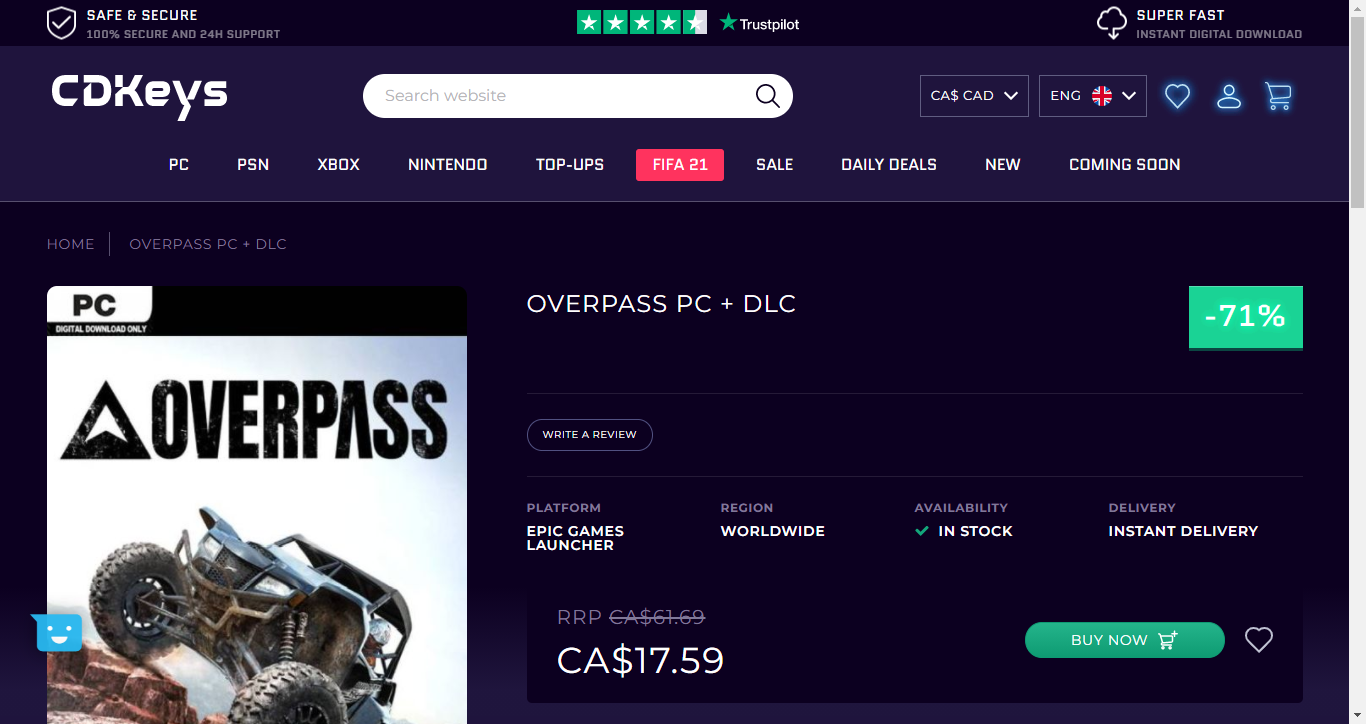 SAFE & SECURE
100% SECURE AND 24H SUPPORT
Trustpilot
SUPER FAST
INSTANT DIGITAL DOWNLOAD
CDKeys
Search website
CA$ CAD
ENG
PC
PSN
XBOX
NINTENDO
TOP-UPS
FIFA 21
SALE
DAILY DEALS
NEW
COMING SOON
HOME
OVERPASS PC + DLC
PC
DIGITAL DOWNLOAD ONLY
OVERPASS
OVERPASS PC + DLC
-71%
WRITE A REVIEW
PLATFORM
EPIC GAMES
LAUNCHER
REGION
WORLDWIDE
AVAILABILITY
IN STOCK
DELIVERY
INSTANT DELIVERY
RRP CA$61.69
CA$17.59
BUY NOW